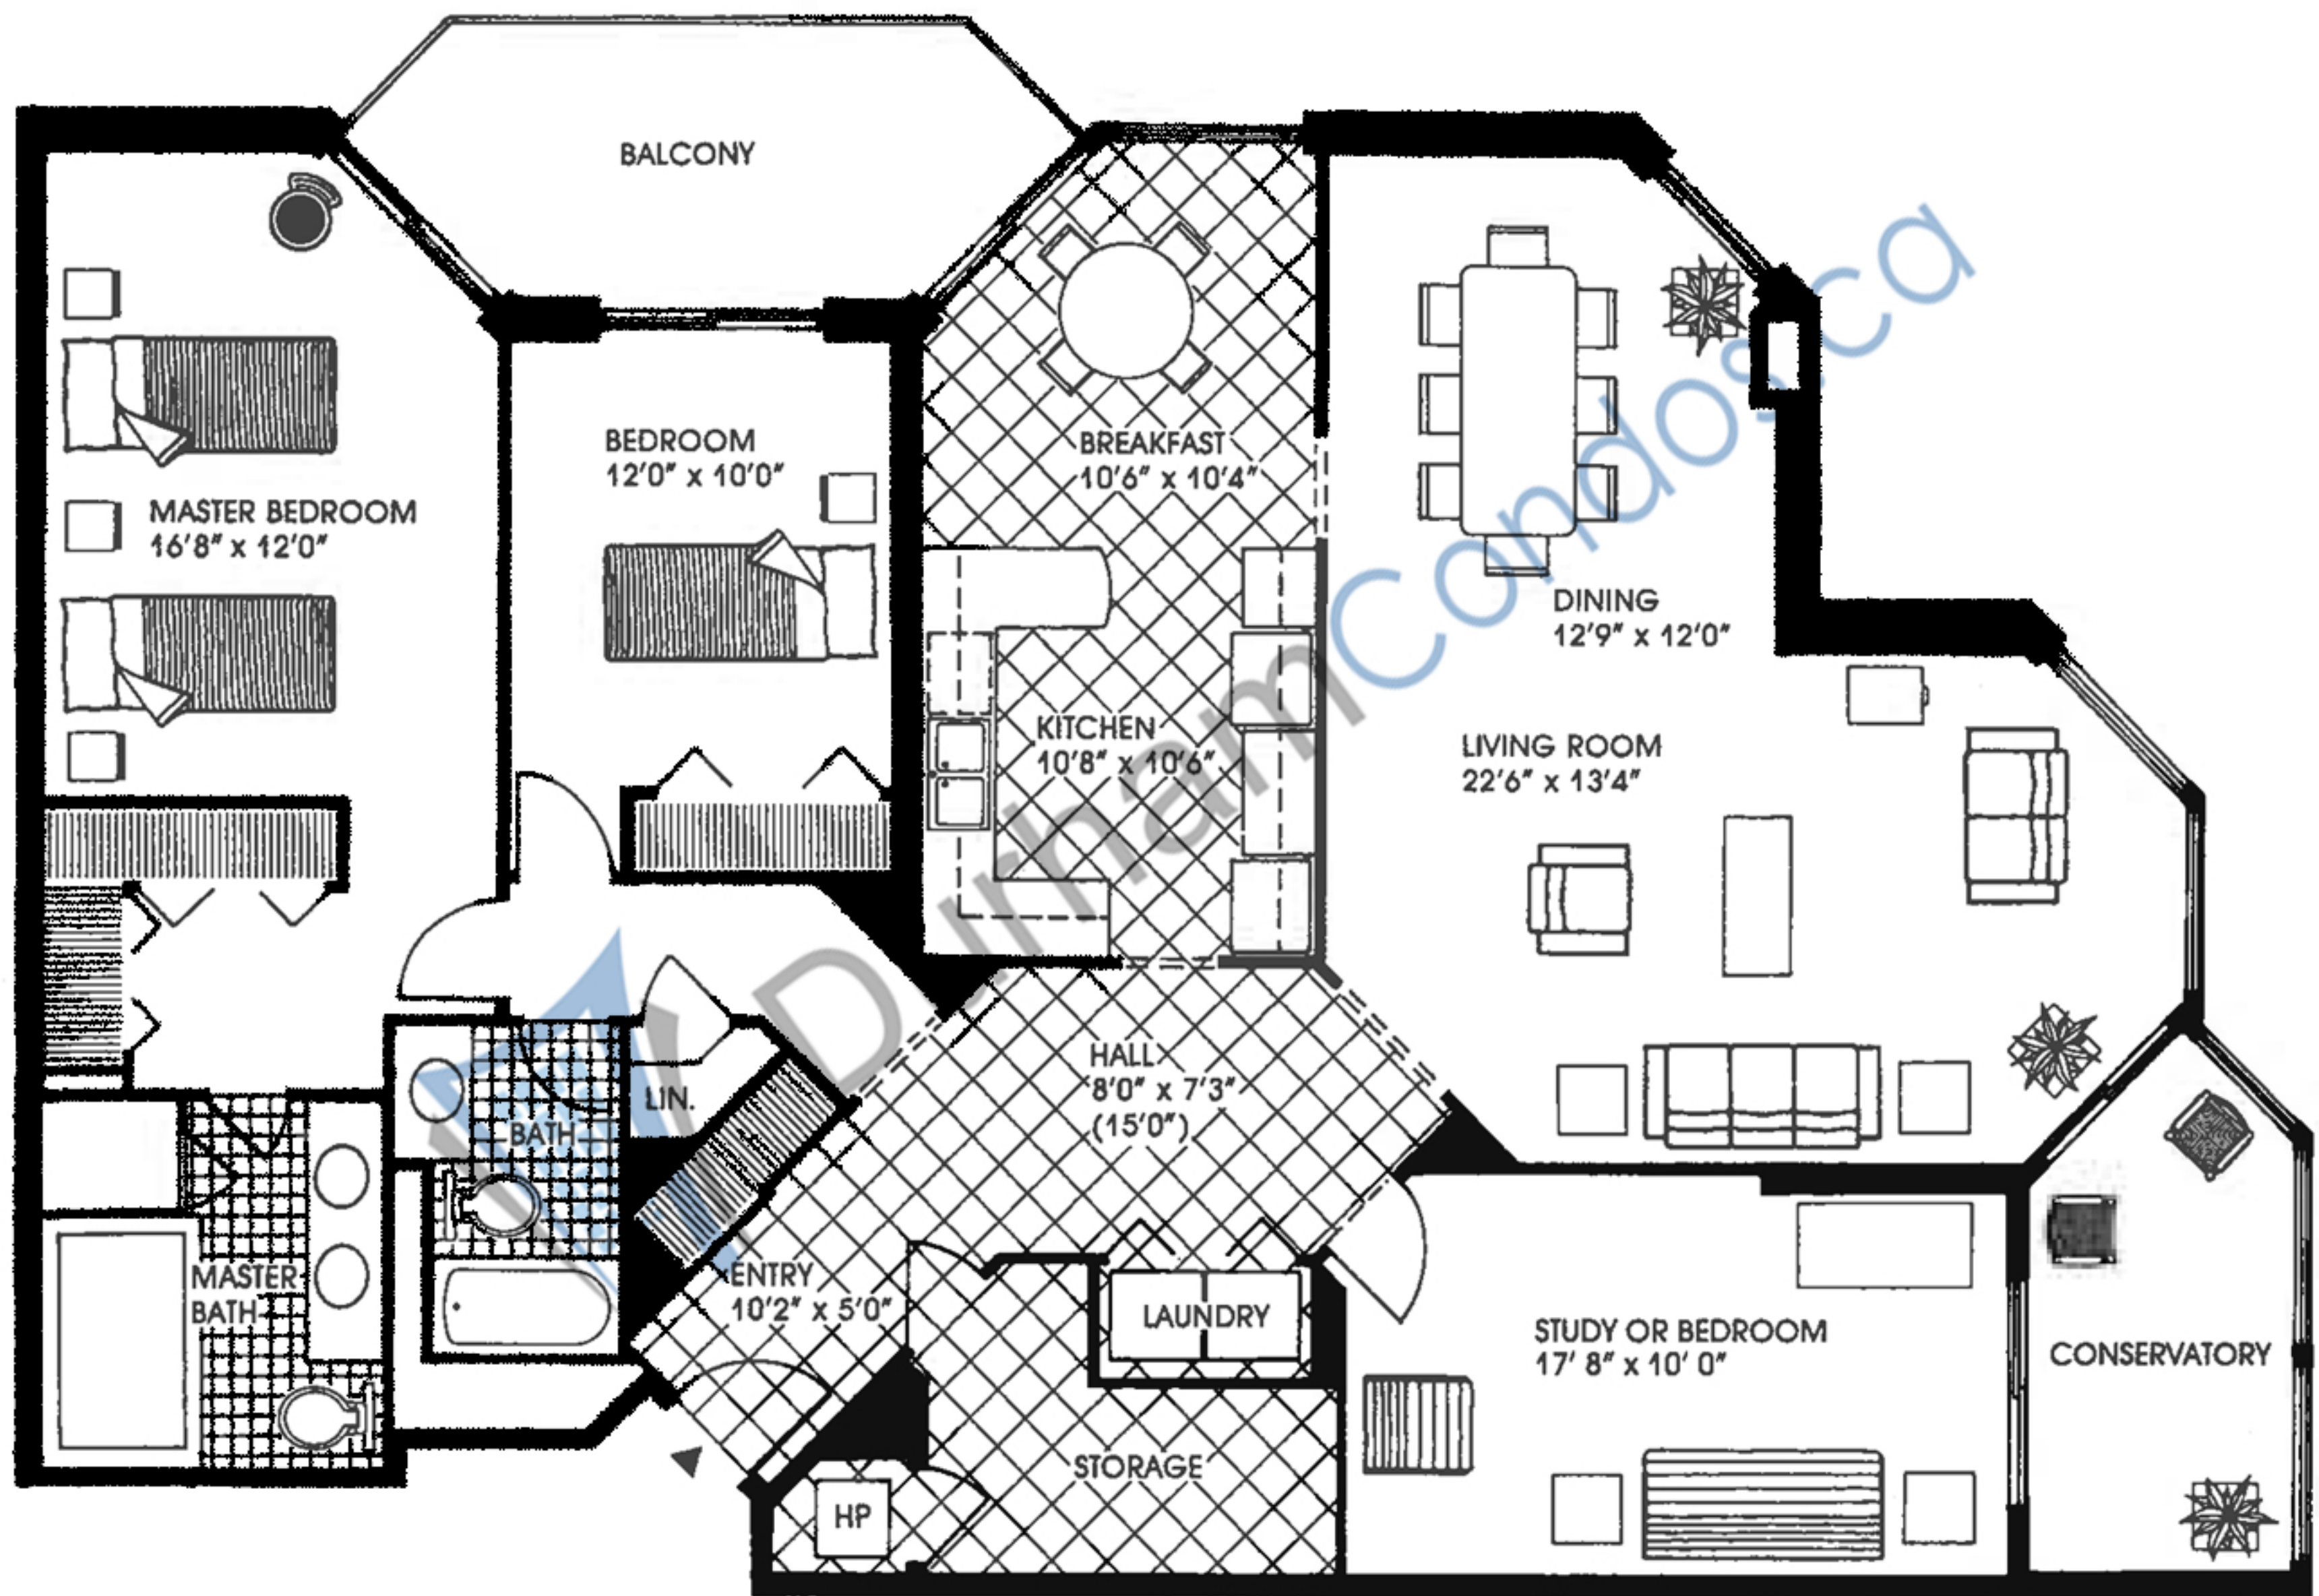 BALCONY
BEDROOM
12'0" x 10'0"
BREAKFAST
10'6" x 10'4"
MASTER BEDROOM
16'8" x 12'0"
DINING
12'9" x 12'0"
KITCHEN
10'8" x 10'6"
LIVING ROOM
22'6" x 13'4"
HALL
8'0" x 7'3"
(15'0")
LIN.
BATH
MASTER
BATH
ENTRY
10'2" x 5'0"
LAUNDRY
STUDY OR BEDROOM
17' 8" x 10' 0"
CONSERVATORY
STORAGE
HP
DurhamCondos.ca